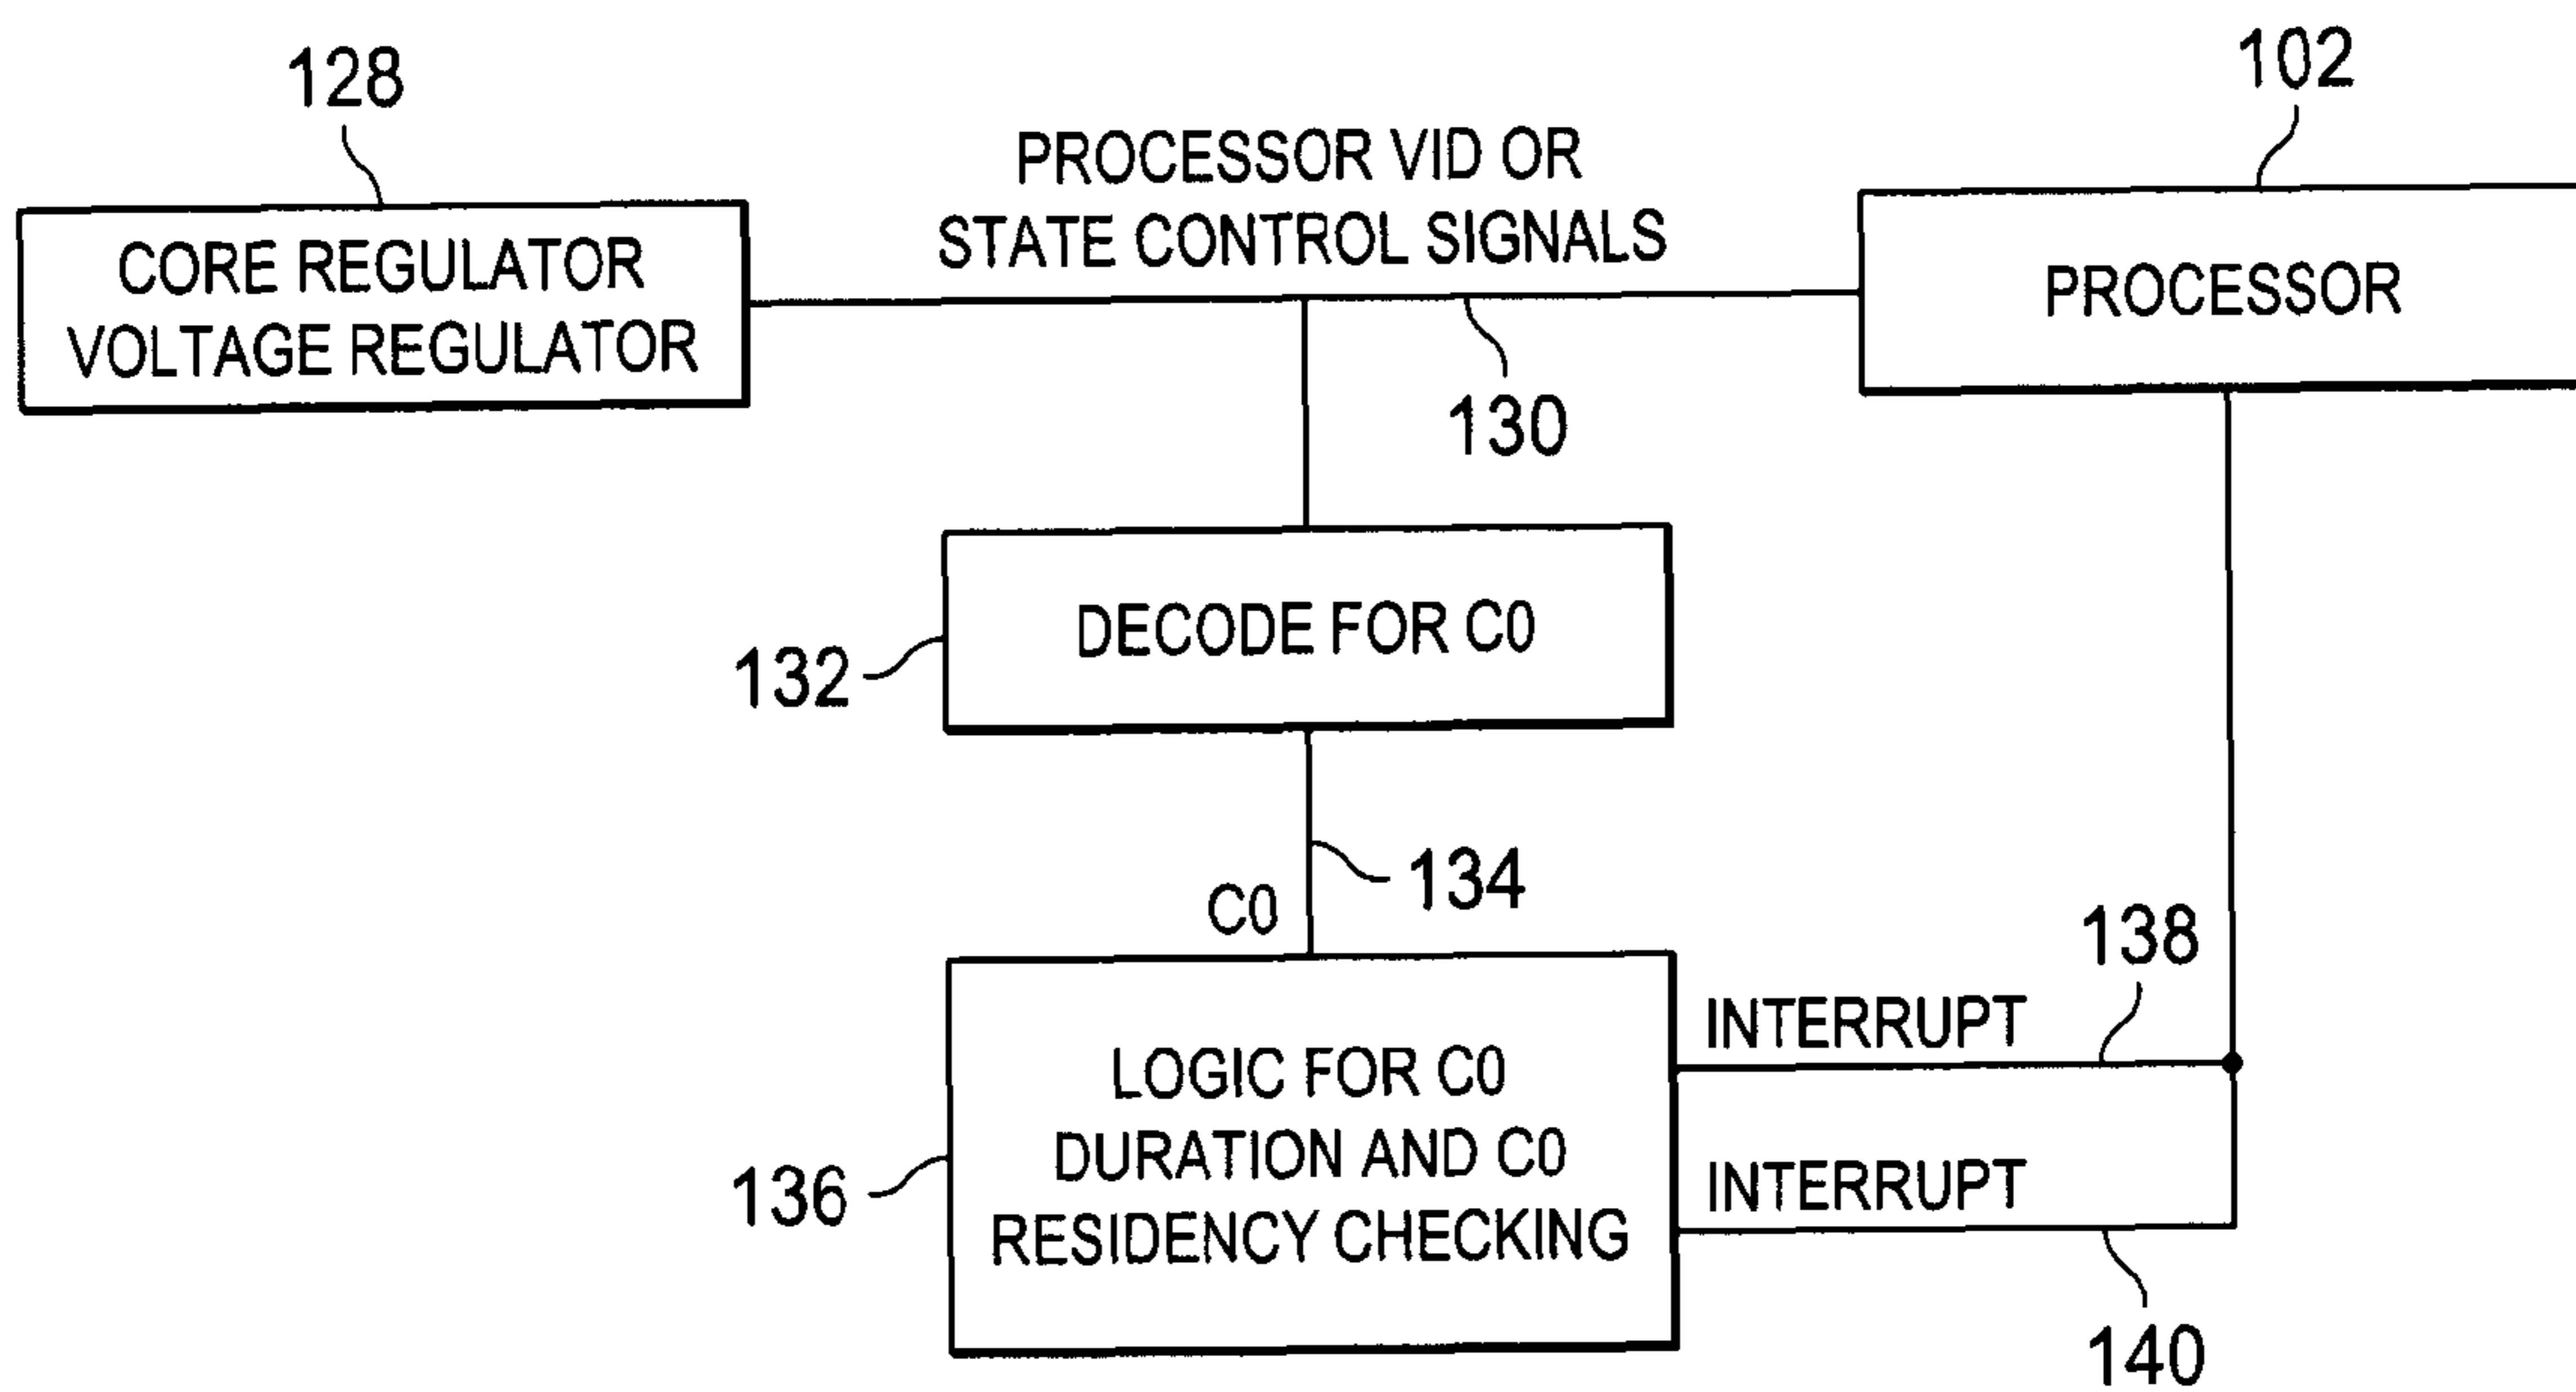 128
102
PROCESSOR VID OR
STATE CONTROL SIGNALS
CORE REGULATOR
VOLTAGE REGULATOR
PROCESSOR
130
DECODE FOR C0
132
134
C0
138
INTERRUPT
LOGIC FOR C0
DURATION AND C0
RESIDENCY CHECKING
136
INTERRUPT
140